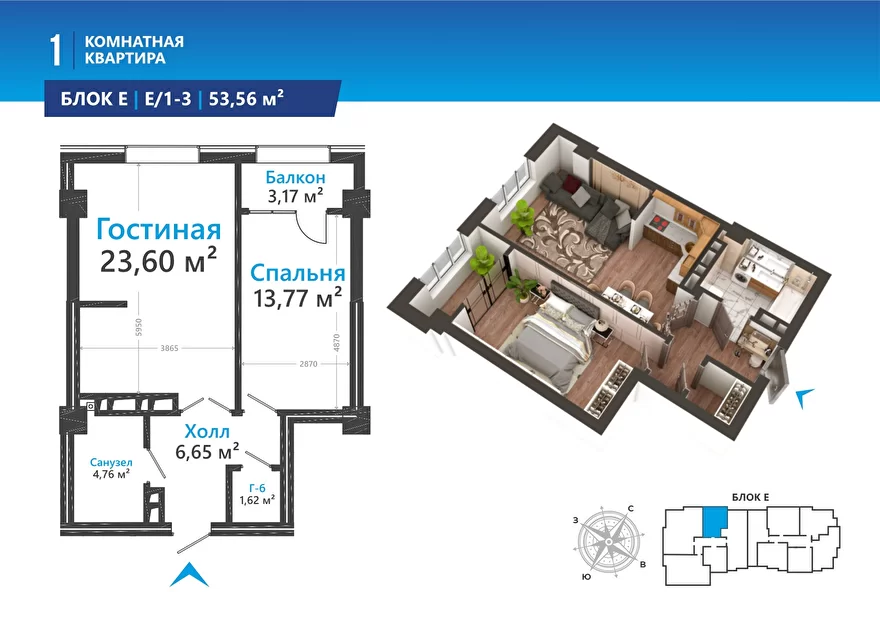 1
КОМНАТНАЯ
КВАРТИРА
БЛОК E | E/1-3 | 53,56 м²
Балкон
3,17 м²
Гостиная
23,60 м²
Спальня
13,77 м²
5950
3865
4870
2870
Холл
6,65 м²
Санузел
4,76 м²
Г-6
1,62 м²
БЛОК E
С
З
В
Ю